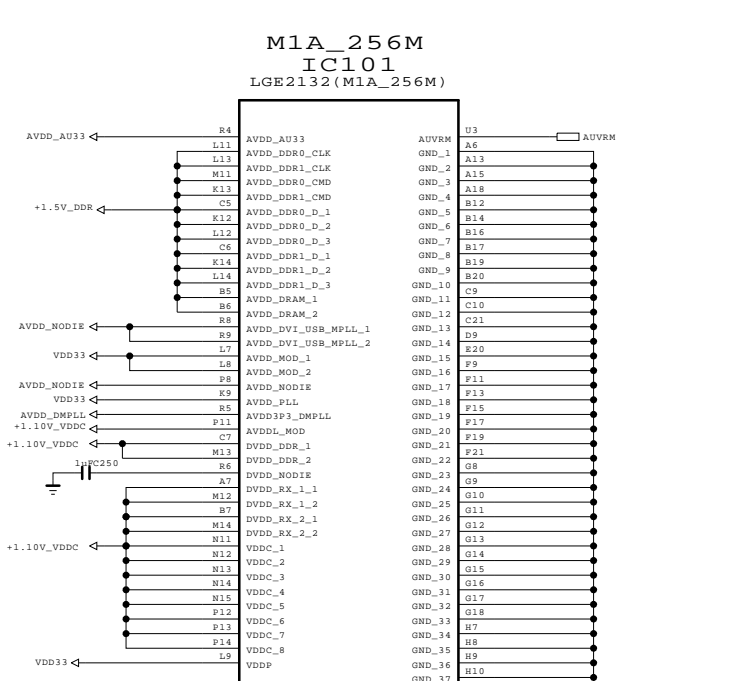 M1A_256M
IC101
LGE2132(M1A_256M)
AVDD_AU33 R4 AVDD_AU33 AUVRM U3 AUVRM
L11 AVDD_DDR0_CLK GND_1 A6
L13 AVDD_DDR1_CLK GND_2 A13
M11 AVDD_DDR0_CMD GND_3 A15
K13 AVDD_DDR1_CMD GND_4 A18
+1.5V_DDR C5 AVDD_DDR0_D_1 GND_5 B12
K12 AVDD_DDR0_D_2 GND_6 B14
L12 AVDD_DDR0_D_3 GND_7 B16
C6 AVDD_DDR1_D_1 GND_8 B17
K14 AVDD_DDR1_D_2 GND_9 B19
L14 AVDD_DDR1_D_3 GND_10 B20
B5 AVDD_DRAM_1 GND_11 C9
B6 AVDD_DRAM_2 GND_12 C10
AVDD_NODIE R8 AVDD_DVI_USB_MPLL_1 GND_13 C21
R9 AVDD_DVI_USB_MPLL_2 GND_14 D9
VDD33 L7 AVDD_MOD_1 GND_15 E20
L8 AVDD_MOD_2 GND_16 F9
AVDD_NODIE P8 AVDD_NODIE GND_17 F11
VDD33 K9 AVDD_PLL GND_18 F13
AVDD_DMPLL R5 AVDD3P3_DMPLL GND_19 F15
+1.10V_VDDC P11 AVDDL_MOD GND_20 F17
+1.10V_VDDC C7 DVDD_DDR_1 GND_21 F19
M13 DVDD_DDR_2 GND_22 F21
1uF C250 R6 DVDD_NODIE GND_23 G8
A7 DVDD_RX_1_1 GND_24 G9
M12 DVDD_RX_1_2 GND_25 G10
B7 DVDD_RX_2_1 GND_26 G11
M14 DVDD_RX_2_2 GND_27 G12
+1.10V_VDDC N11 VDDC_1 GND_28 G13
N12 VDDC_2 GND_29 G14
N13 VDDC_3 GND_30 G15
N14 VDDC_4 GND_31 G16
N15 VDDC_5 GND_32 G17
P12 VDDC_6 GND_33 G18
P13 VDDC_7 GND_34 H7
P14 VDDC_8 GND_35 H8
VDD33 L9 VDDP GND_36 H9
GND_37 H10